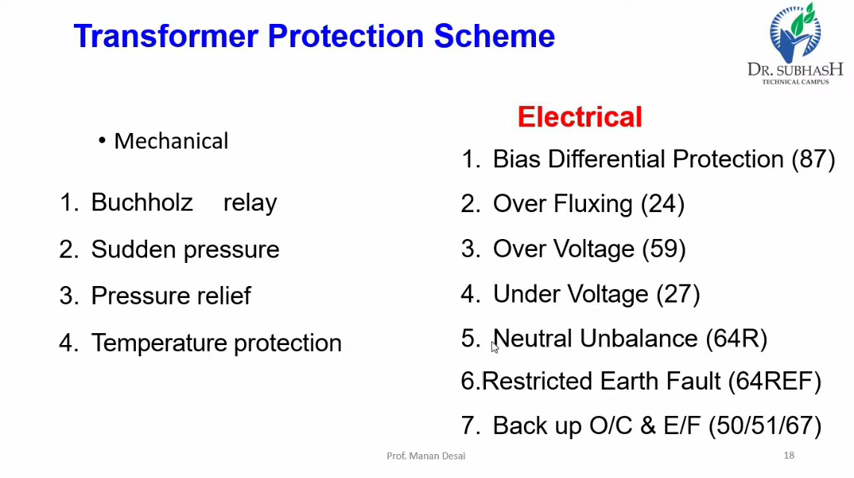 Transformer Protection Scheme
DR. SUBHASH
TECHNICAL CAMPUS
• Mechanical
1. Buchholz relay
2. Sudden pressure
3. Pressure relief
4. Temperature protection
Electrical
1. Bias Differential Protection (87)
2. Over Fluxing (24)
3. Over Voltage (59)
4. Under Voltage (27)
5. Neutral Unbalance (64R)
6.Restricted Earth Fault (64REF)
7. Back up O/C & E/F (50/51/67)
Prof. Manan Desai
18